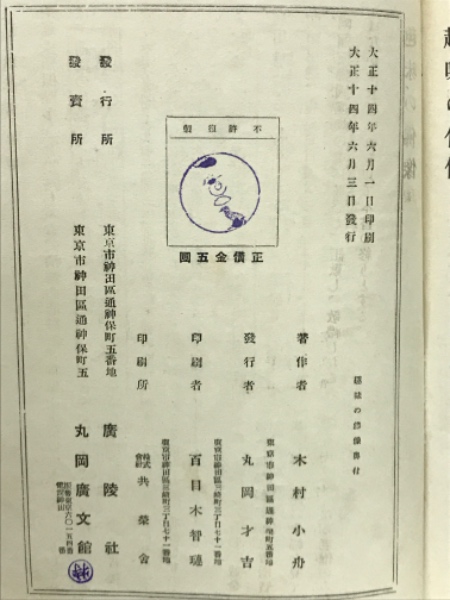 大正十四年六月一日印刷
大正十四年六月三日發行
不許複製
正價金五圓
著作者
東京市神田區通神保町五番地
木村小舟
發行者
丸岡才吉
印刷者
東京市神田區三崎町三丁目七十一番地
百目木智璉
東京市神田區三崎町三丁目七十一番地
印刷所
株式會社
共榮舍
發行所
東京市神田區通神保町五番地
廣陵社
發賣所
東京市神田區通神保町五
丸岡廣文館